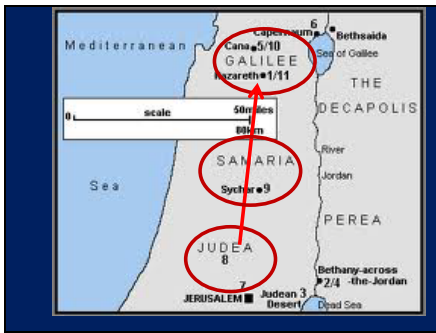 6
Capernaum
Bethsaida
Mediterranean
Cana 5/10
Sea of Galilee
GALILEE
Nazareth 1/11
THE
DECAPOLIS
scale
50miles
0
80km
River
SAMARIA
Jordan
Sea
Sychar 9
PEREA
JUDEA
8
Bethany-across
2/4 -the-Jordan
7
JERUSALEM
Judean 3
Desert
Dead Sea